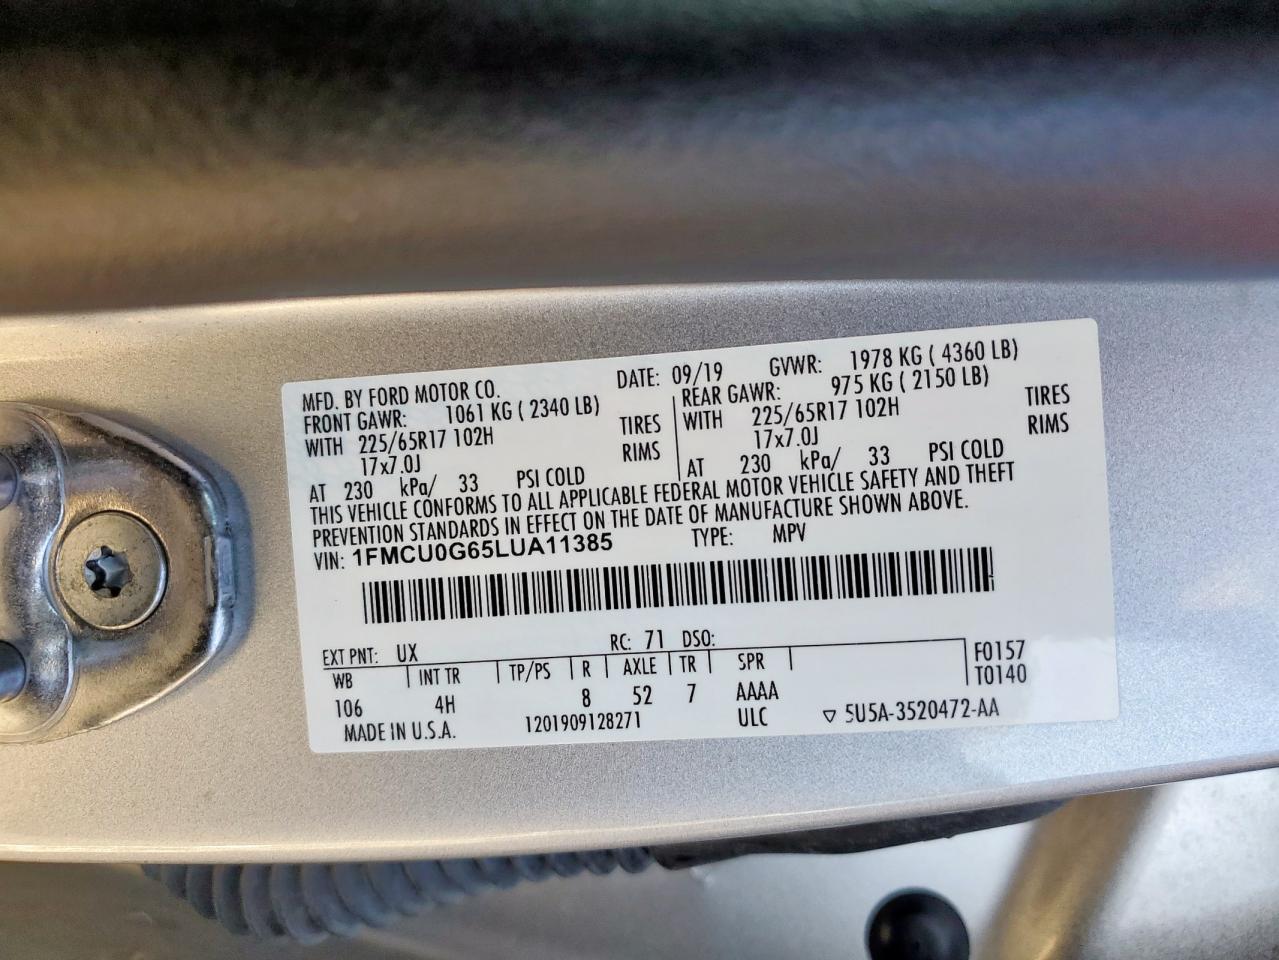 MFD. BY FORD MOTOR CO. DATE: 09/19 GVWR: 1978 KG ( 4360 LB)
FRONT GAWR: 1061 KG ( 2340 LB) REAR GAWR: 975 KG ( 2150 LB)
WITH 225/65R17 102H TIRES WITH 225/65R17 102H TIRES
17x7.0J RIMS 17x7.0J RIMS
AT 230 kPa/ 33 PSI COLD AT 230 kPa/ 33 PSI COLD
THIS VEHICLE CONFORMS TO ALL APPLICABLE FEDERAL MOTOR VEHICLE SAFETY AND THEFT
PREVENTION STANDARDS IN EFFECT ON THE DATE OF MANUFACTURE SHOWN ABOVE.
VIN: 1FMCU0G65LUA11385 TYPE: MPV
EXT PNT: UX RC: 71 DSO:
WB INT TR TP/PS R AXLE TR SPR F0157
106 4H 8 52 7 AAAA T0140
MADE IN U.S.A. 1201909128271 ULC ▽ 5U5A-3520472-AA